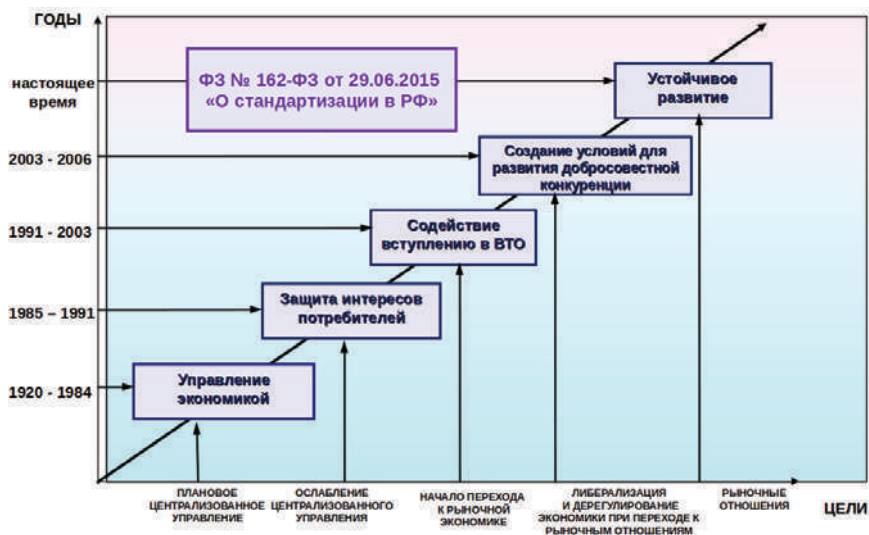 ГОДЫ
ФЗ № 162-ФЗ от 29.06.2015
«О стандартизации в РФ»
настоящее
время
Устойчивое
развитие
2003 - 2006
Создание условий для
развития добросовестной
конкуренции
1991 - 2003
Содействие
вступлению в ВТО
1985 – 1991
Защита интересов
потребителей
1920 - 1984
Управление
экономикой
ПЛАНОВОЕ
ЦЕНТРАЛИЗОВАННОЕ
УПРАВЛЕНИЕ
ОСЛАБЛЕНИЕ
ЦЕНТРАЛИЗОВАННОГО
УПРАВЛЕНИЯ
НАЧАЛО ПЕРЕХОДА
К РЫНОЧНОЙ
ЭКОНОМИКЕ
ЛИБЕРАЛИЗАЦИЯ
И ДЕРЕГУЛИРОВАНИЕ
ЭКОНОМИКИ ПРИ ПЕРЕХОДЕ К
РЫНОЧНЫМ ОТНОШЕНИЯМ
РЫНОЧНЫЕ
ОТНОШЕНИЯ
ЦЕЛИ